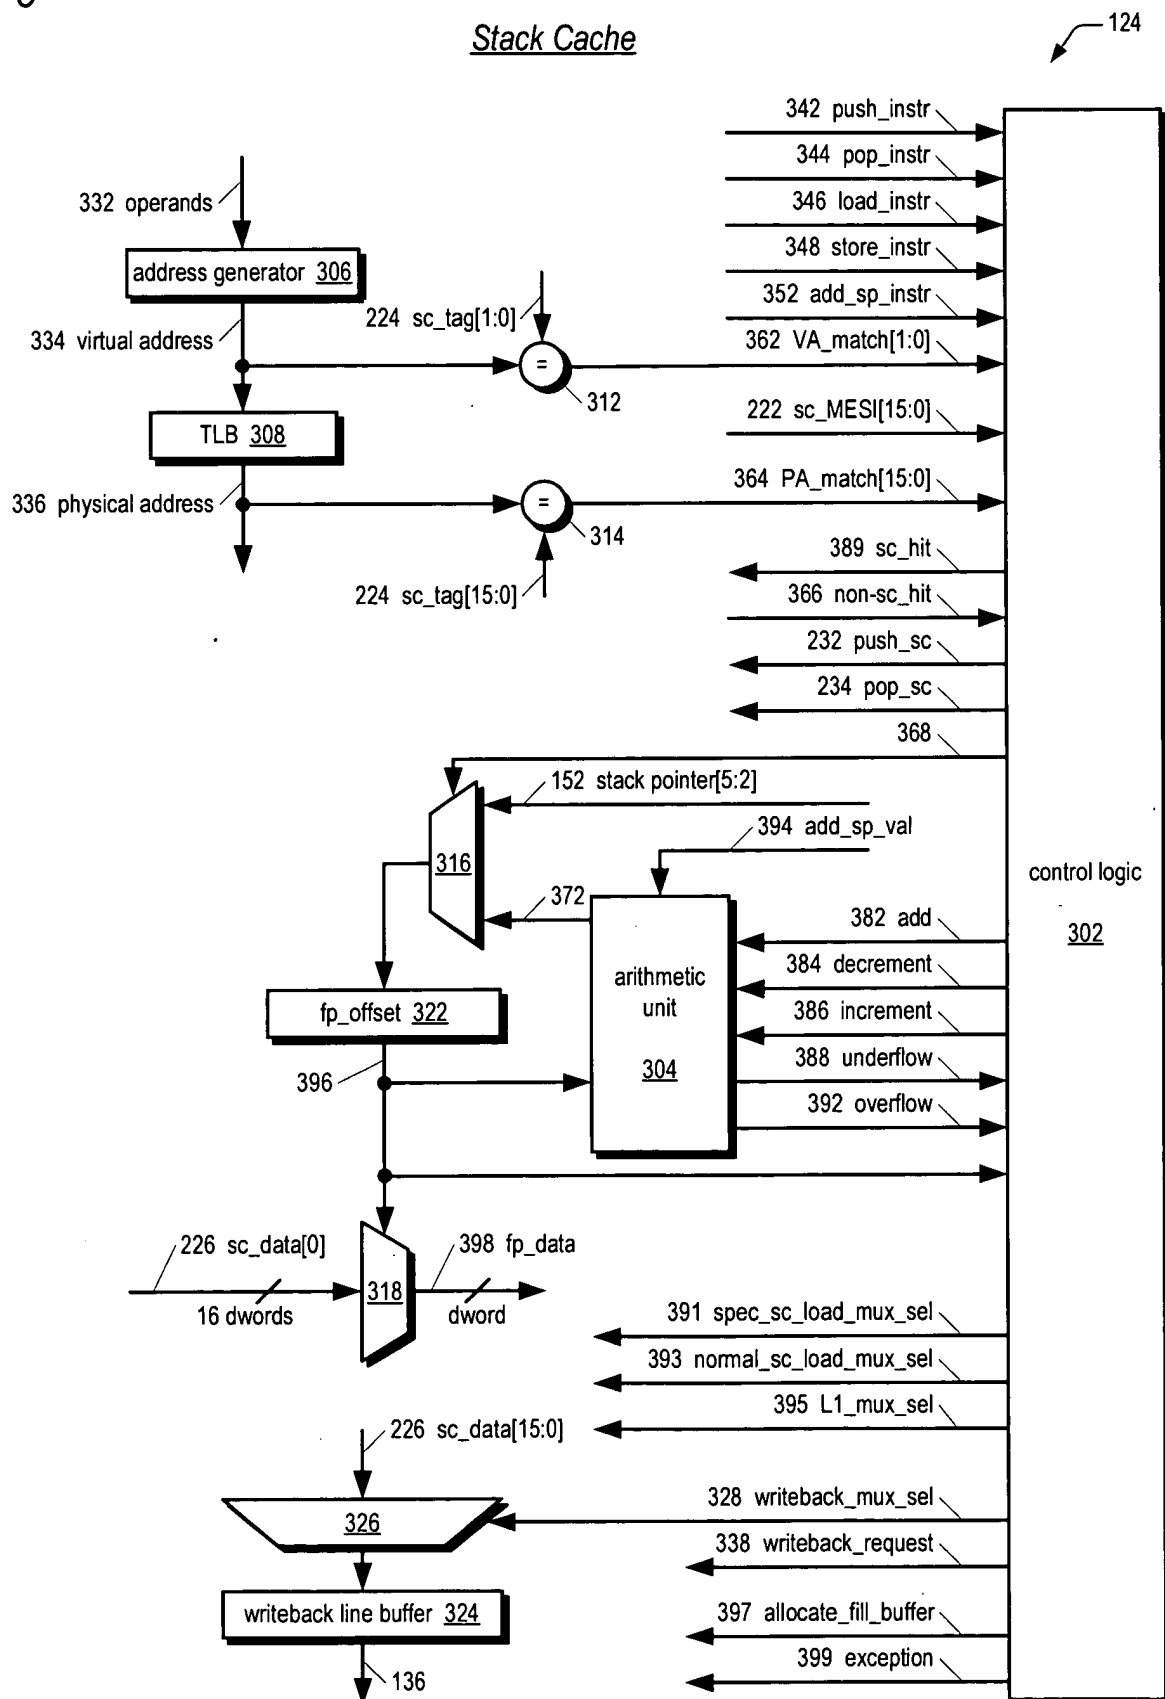 Stack Cache
124
342 push_instr
344 pop_instr
332 operands
346 load_instr
348 store_instr
address generator 306
352 add_sp_instr
224 sc_tag[1:0]
334 virtual address
362 VA_match[1:0]
=
312
222 sc_MESI[15:0]
TLB 308
364 PA_match[15:0]
336 physical address
=
314
389 sc_hit
224 sc_tag[15:0]
366 non-sc_hit
232 push_sc
234 pop_sc
368
152 stack pointer[5:2]
394 add_sp_val
316
control logic
302
372
382 add
384 decrement
arithmetic
unit
304
fp_offset 322
386 increment
388 underflow
396
392 overflow
226 sc_data[0]
398 fp_data
318
16 dwords
dword
391 spec_sc_load_mux_sel
393 normal_sc_load_mux_sel
395 L1_mux_sel
226 sc_data[15:0]
328 writeback_mux_sel
326
338 writeback_request
writeback line buffer 324
397 allocate_fill_buffer
399 exception
136